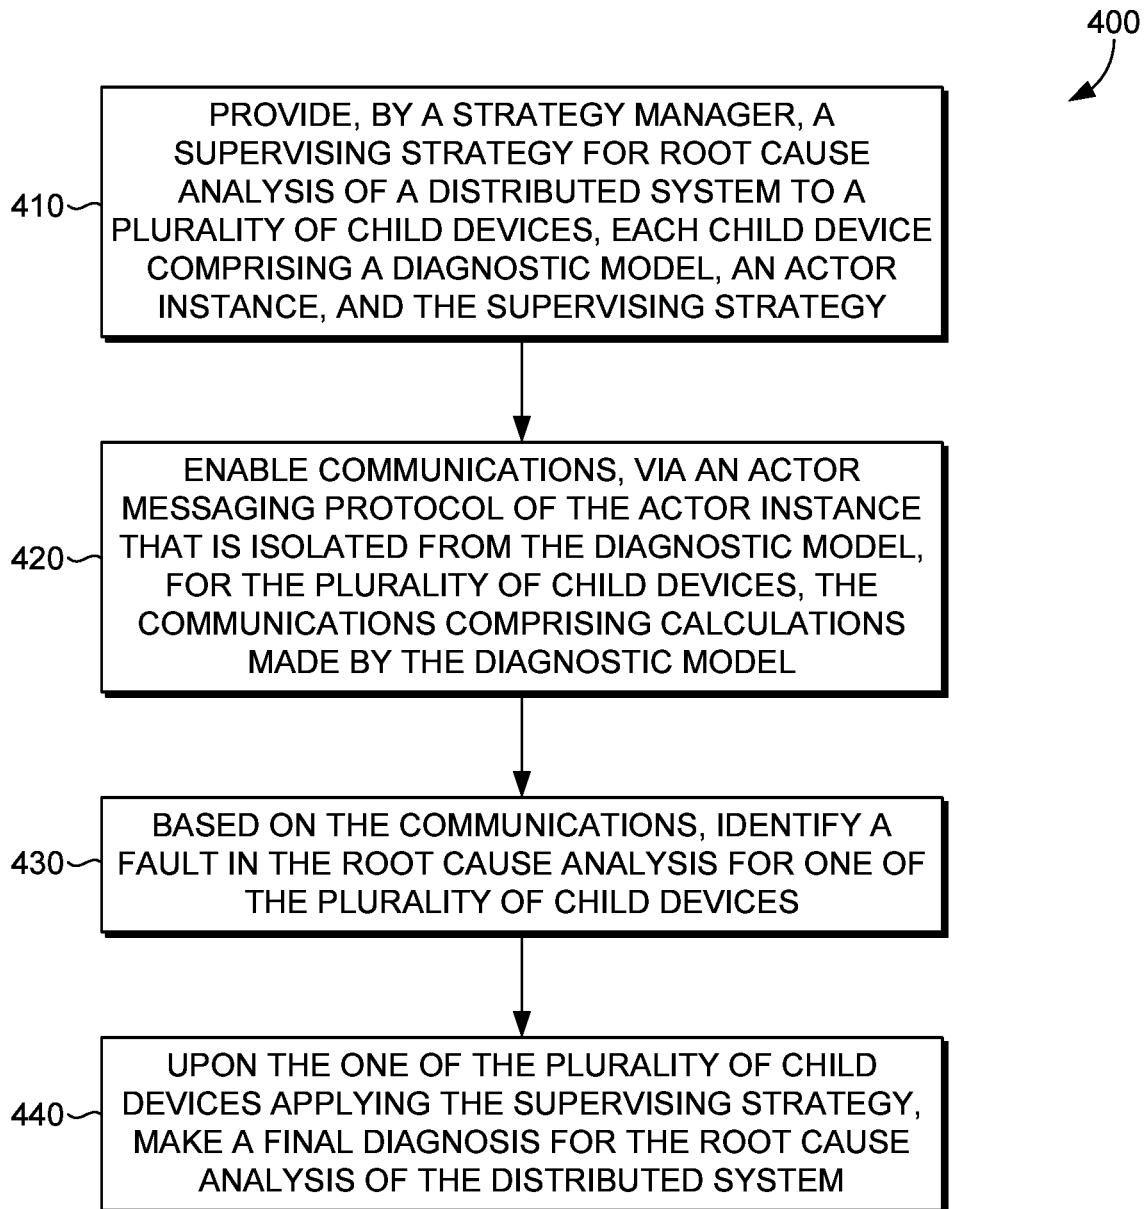 400
PROVIDE, BY A STRATEGY MANAGER, A
SUPERVISING STRATEGY FOR ROOT CAUSE
ANALYSIS OF A DISTRIBUTED SYSTEM TO A
PLURALITY OF CHILD DEVICES, EACH CHILD DEVICE
COMPRISING A DIAGNOSTIC MODEL, AN ACTOR
INSTANCE, AND THE SUPERVISING STRATEGY
410
ENABLE COMMUNICATIONS, VIA AN ACTOR
MESSAGING PROTOCOL OF THE ACTOR INSTANCE
THAT IS ISOLATED FROM THE DIAGNOSTIC MODEL,
FOR THE PLURALITY OF CHILD DEVICES, THE
COMMUNICATIONS COMPRISING CALCULATIONS
MADE BY THE DIAGNOSTIC MODEL
420
BASED ON THE COMMUNICATIONS, IDENTIFY A
FAULT IN THE ROOT CAUSE ANALYSIS FOR ONE OF
THE PLURALITY OF CHILD DEVICES
430
UPON THE ONE OF THE PLURALITY OF CHILD
DEVICES APPLYING THE SUPERVISING STRATEGY,
MAKE A FINAL DIAGNOSIS FOR THE ROOT CAUSE
ANALYSIS OF THE DISTRIBUTED SYSTEM
440